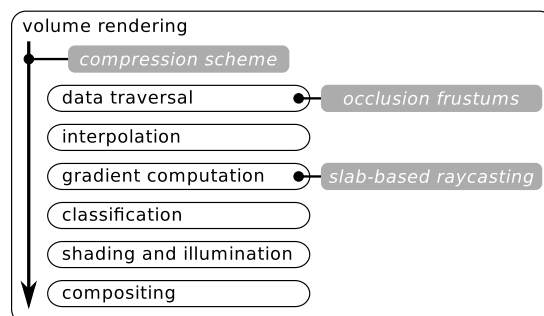 volume rendering
compression scheme
data traversal
occlusion frustums
interpolation
gradient computation
slab-based raycasting
classification
shading and illumination
compositing